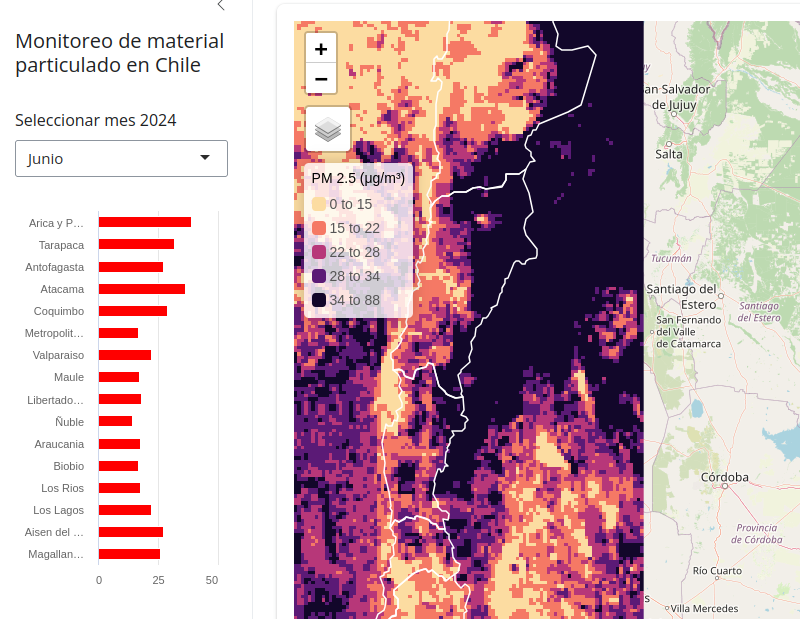 Monitoreo de material
particulado en Chile
Seleccionar mes 2024
Junio
Arica y P…
Tarapaca
Antofagasta
Atacama
Coquimbo
Metropolit…
Valparaiso
Maule
Libertado…
Ñuble
Araucania
Biobio
Los Rios
Los Lagos
Aisen del …
Magallan…
0 25 50
+
−
PM 2.5 (µg/m³)
0 to 15
15 to 22
22 to 28
28 to 34
34 to 88
an Salvador
de Jujuy
Salta
Tucumán
Santiago del
Estero
Santiago
del Estero
San Fernando
del Valle
de Catamarca
Córdoba
Provincia
de Córdoba
Río Cuarto
Villa Mercedes